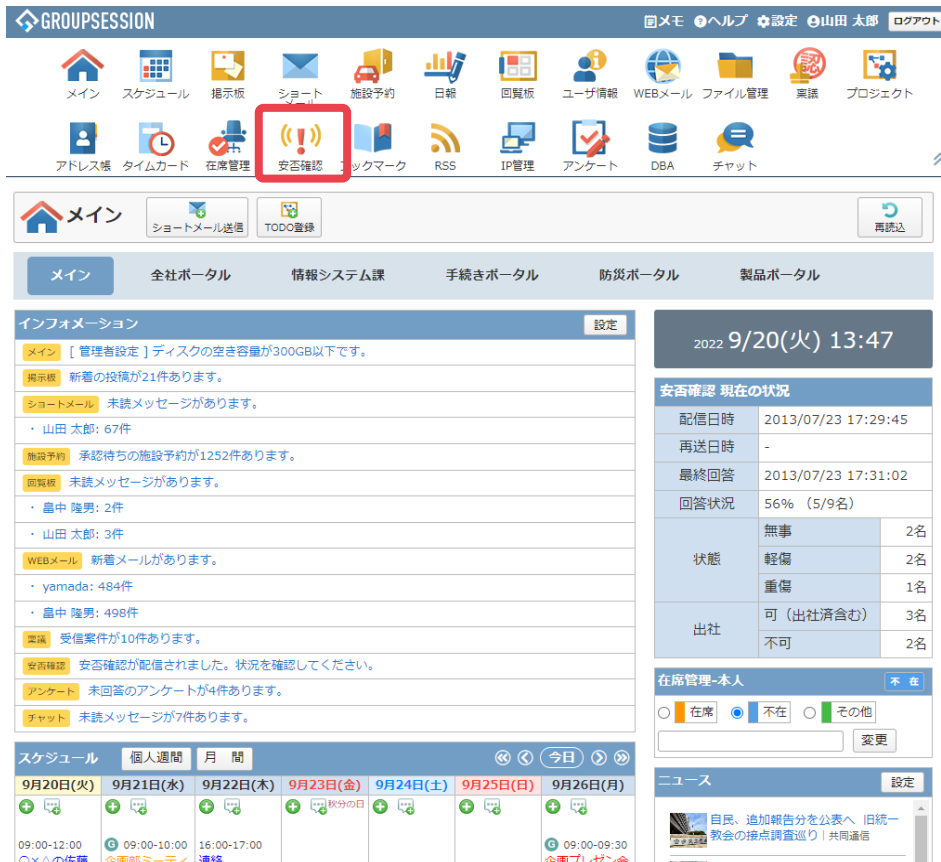 GROUPSESSION
メモ ヘルプ 設定 山田 太郎 ログアウト
メイン スケジュール 掲示板 ショートメール 施設予約 日報 回覧板 ユーザ情報 WEBメール ファイル管理 稟議 プロジェクト
アドレス帳 タイムカード 在席管理 安否確認 ックマーク RSS IP管理 アンケート DBA チャット
メイン ショートメール送信 TODO登録 再読込
メイン 全社ポータル 情報システム課 手続きポータル 防災ポータル 製品ポータル
インフォメーション 設定
メイン [ 管理者設定 ] ディスクの空き容量が300GB以下です。
掲示板 新着の投稿が21件あります。
ショートメール 未読メッセージがあります。
・ 山田 太郎: 67件
施設予約 承認待ちの施設予約が1252件あります。
回覧板 未読メッセージがあります。
・ 畠中 隆男: 2件
・ 山田 太郎: 3件
WEBメール 新着メールがあります。
・ yamada: 484件
・ 畠中 隆男: 498件
稟議 受信案件が10件あります。
安否確認 安否確認が配信されました。状況を確認してください。
アンケート 未回答のアンケートが4件あります。
チャット 未読メッセージが7件あります。
スケジュール 個人週間 月 間 今日
9月20日(火) 9月21日(水) 9月22日(木) 9月23日(金) 9月24日(土) 9月25日(日) 9月26日(月)
秋分の日
09:00-12:00 G 09:00-10:00 16:00-17:00 G 09:00-09:30
○×△の佐藤 企画部ミーティ 連絡 企画プレゼン会
2022 9/20(火) 13:47
安否確認 現在の状況
配信日時 2013/07/23 17:29:45
再送日時 -
最終回答 2013/07/23 17:31:02
回答状況 56% （5/9名）
状態 無事 2名
軽傷 2名
重傷 1名
出社 可（出社済含む） 3名
不可 2名
在席管理-本人 不 在
在席 不在 その他
変更
ニュース 設定
自民、追加報告分を公表へ 旧統一教会の接点調査巡り | 共同通信